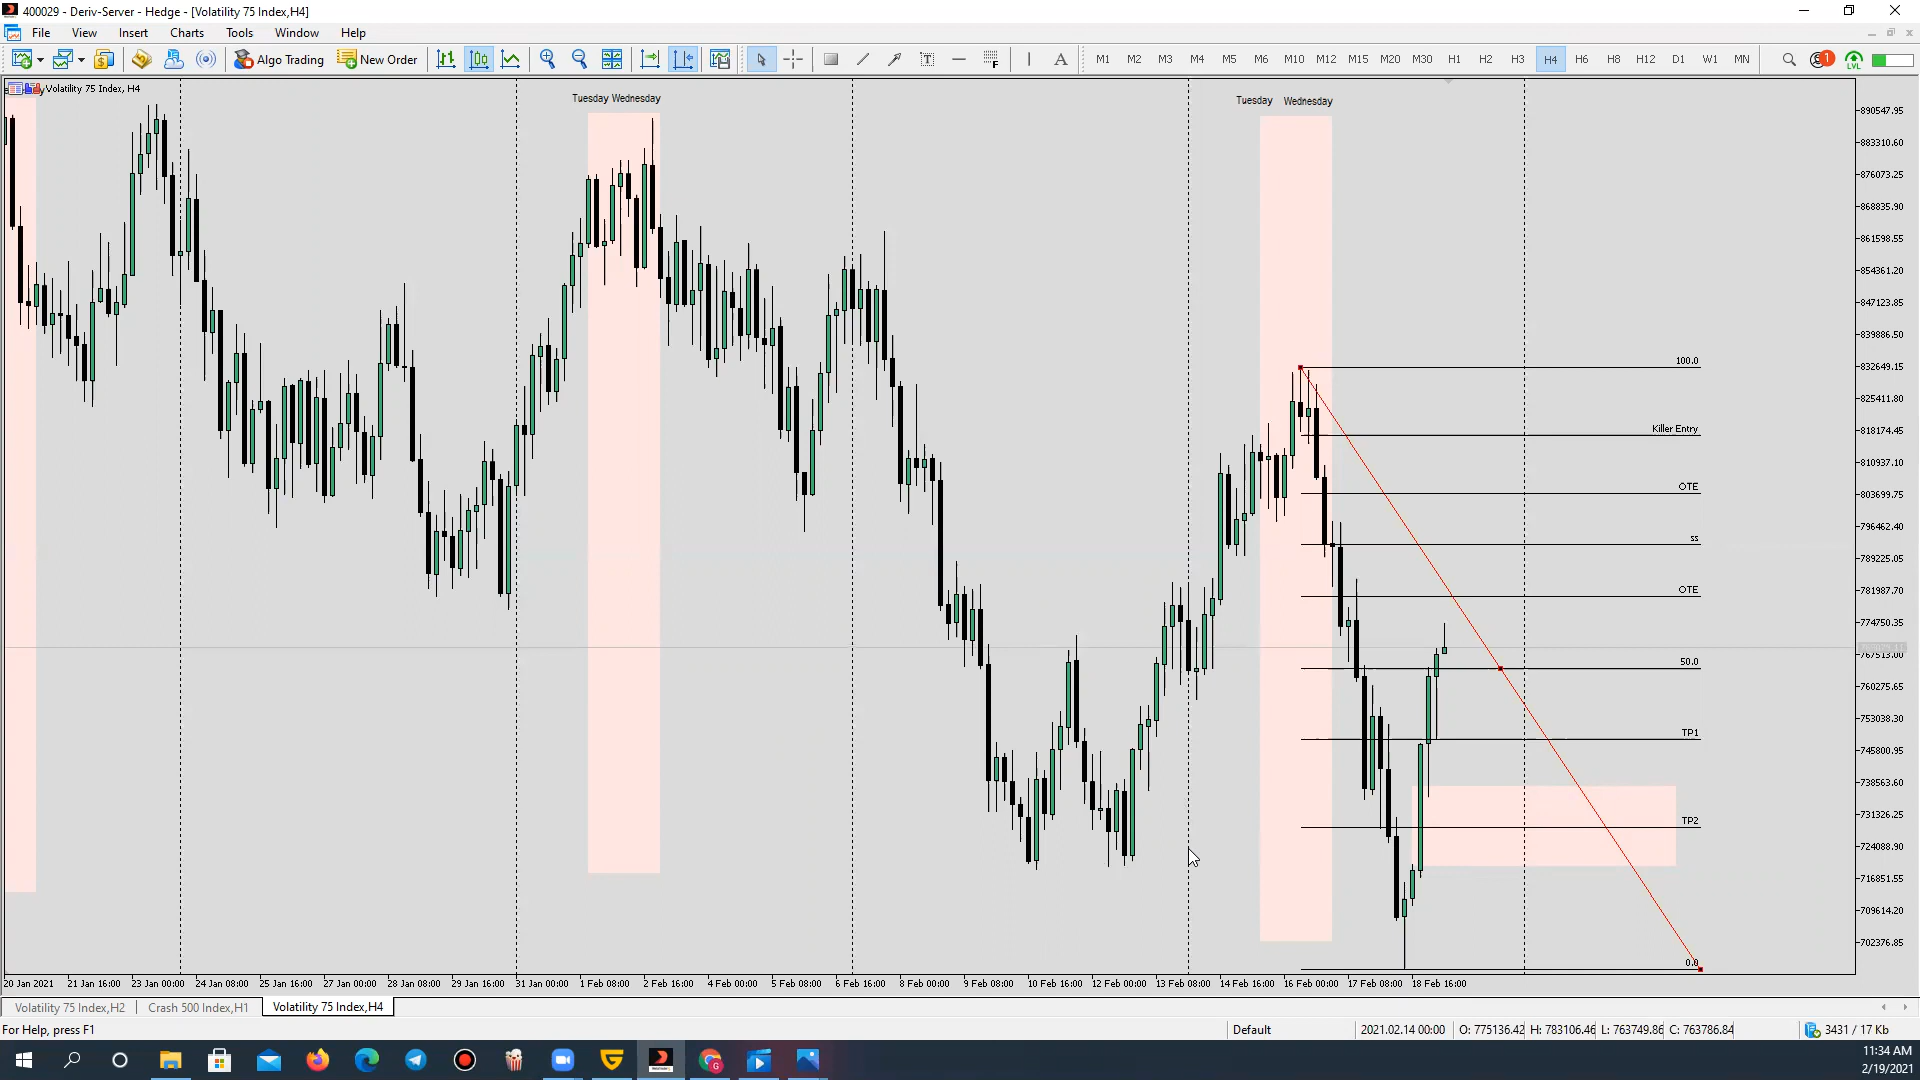 400029 - Deriv-Server - Hedge - [Volatility 75 Index,H4]
File View Insert Charts Tools Window Help
Algo Trading New Order M1 M2 M3 M4 M5 M6 M10 M12 M15 M20 M30 H1 H2 H3 H4 H6 H8 H12 D1 W1 MN 1 LVL
Volatility 75 Index, H4
Tuesday Wednesday
Tuesday Wednesday
890547.95
883310.60
876073.25
868835.90
861598.55
854361.20
847123.85
839886.50
832649.15
825411.80
818174.45
810937.10
803699.75
796462.40
789225.05
781987.70
774750.35
767513.00
760275.65
753038.30
745800.95
738563.60
731326.25
724088.90
716851.55
709614.20
702376.85
100.0
Killer Entry
OTE
ss
OTE
50.0
TP1
TP2
0.0
20 Jan 2021 21 Jan 16:00 23 Jan 00:00 24 Jan 08:00 25 Jan 16:00 27 Jan 00:00 28 Jan 08:00 29 Jan 16:00 31 Jan 00:00 1 Feb 08:00 2 Feb 16:00 4 Feb 00:00 5 Feb 08:00 6 Feb 16:00 8 Feb 00:00 9 Feb 08:00 10 Feb 16:00 12 Feb 00:00 13 Feb 08:00 14 Feb 16:00 16 Feb 00:00 17 Feb 08:00 18 Feb 16:00
Volatility 75 Index,H2 Crash 500 Index,H1 Volatility 75 Index,H4
For Help, press F1 Default 2021.02.14 00:00 O: 775136.42 H: 783106.46 L: 763749.86 C: 763786.84 3431 / 17 Kb
11:34 AM
2/19/2021